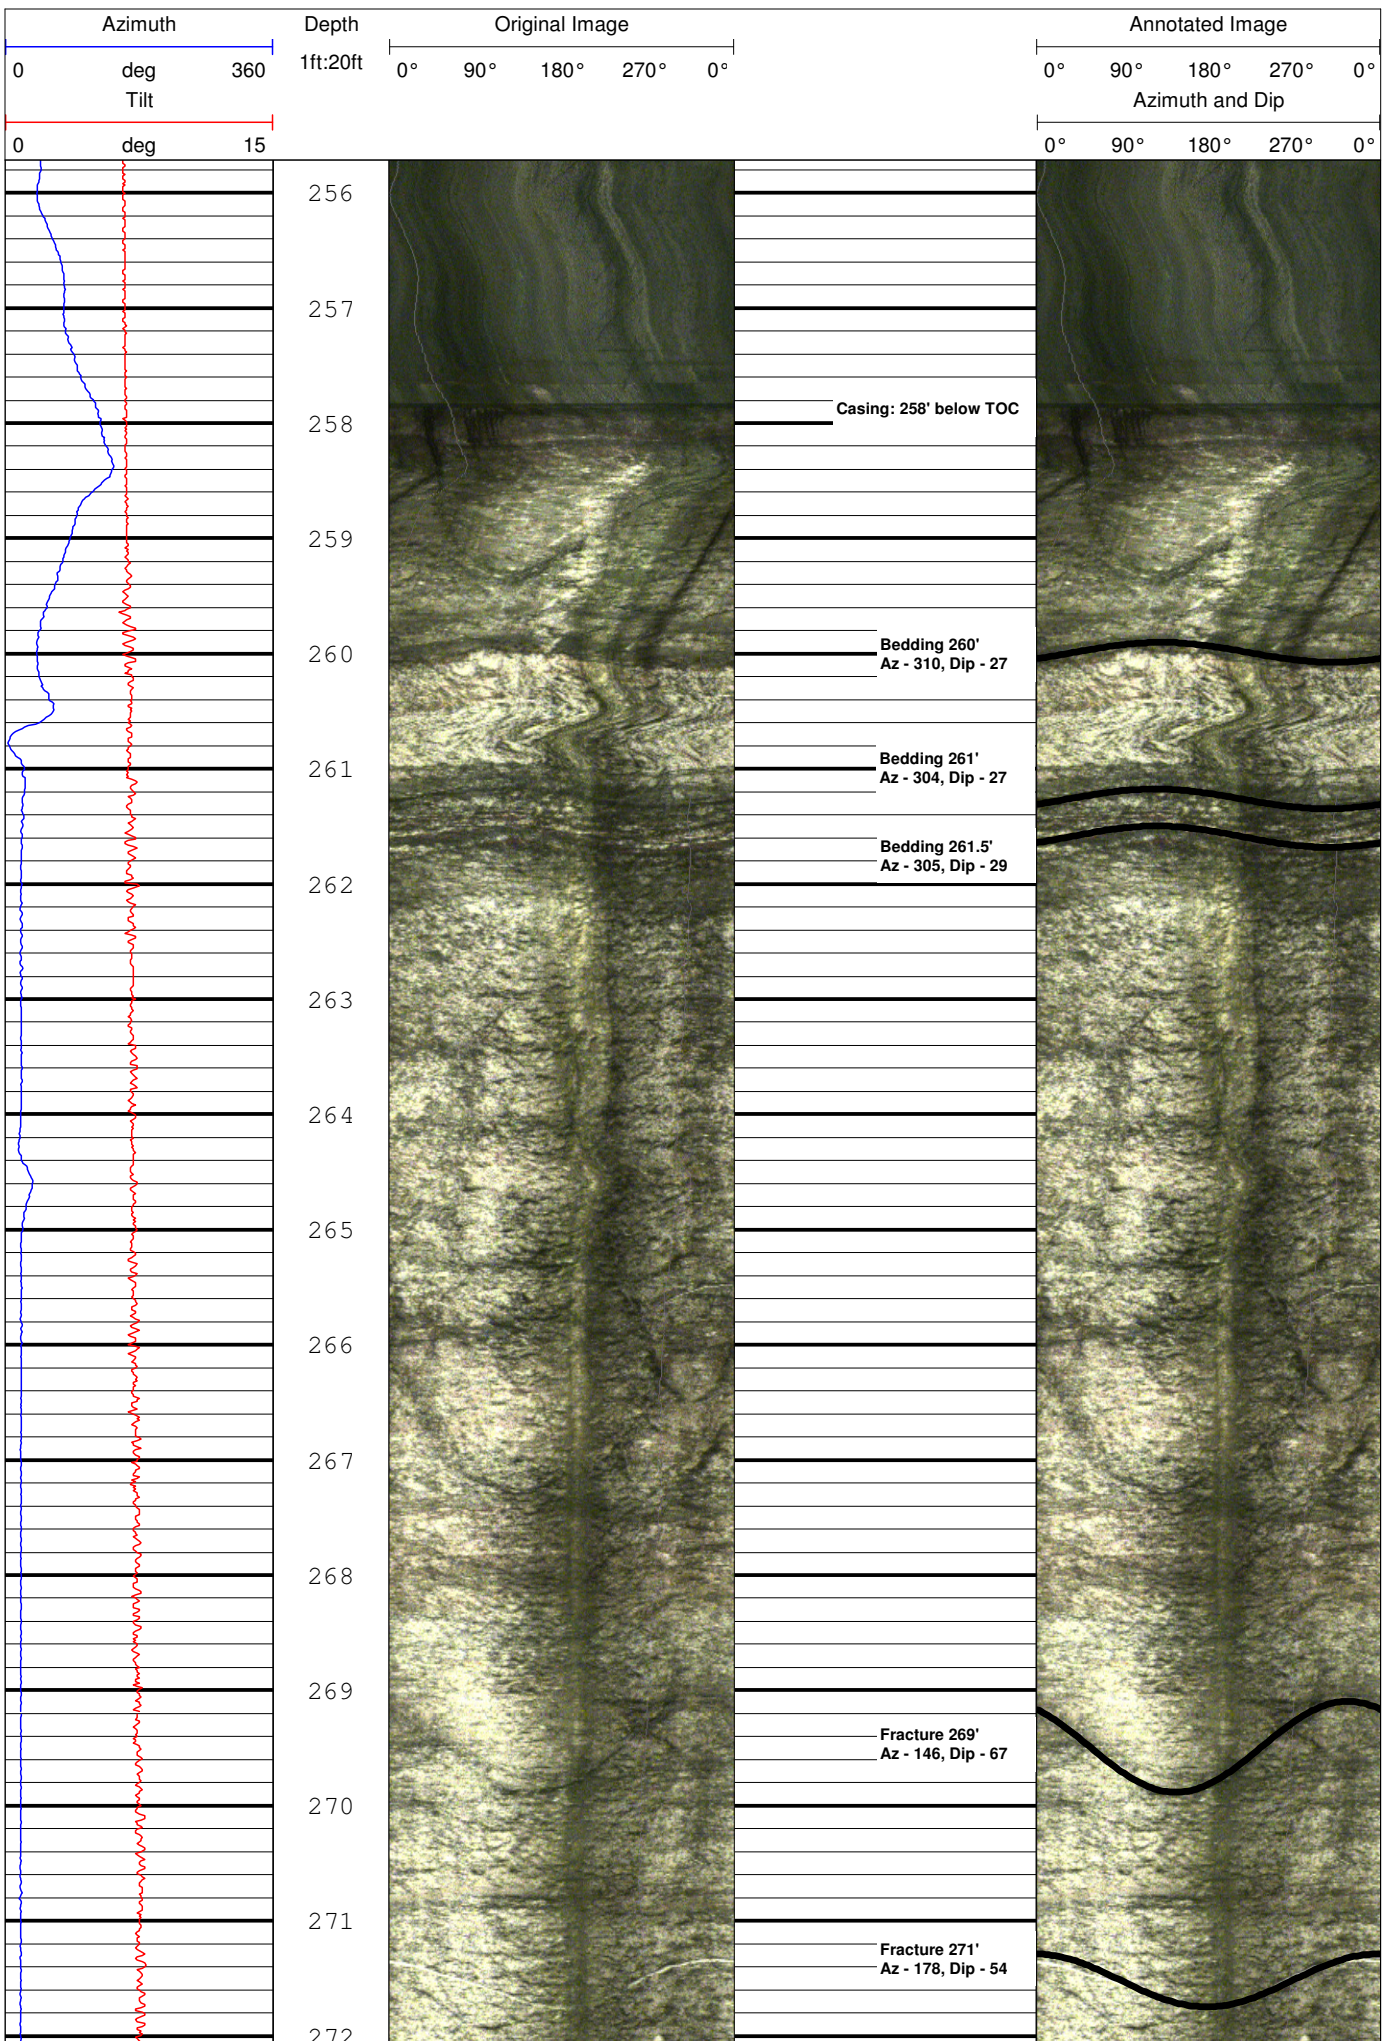 Azimuth
Depth
Original Image
Annotated Image
1ft:20ft
0 deg 360
0° 90° 180° 270° 0°
0° 90° 180° 270° 0°
Tilt
Azimuth and Dip
0 deg 15
0° 90° 180° 270° 0°
256
257
Casing: 258' below TOC
258
259
Bedding 260'
260
Az - 310, Dip - 27
Bedding 261'
261
Az - 304, Dip - 27
Bedding 261.5'
Az - 305, Dip - 29
262
263
264
265
266
267
268
269
Fracture 269'
Az - 146, Dip - 67
270
271
Fracture 271'
Az - 178, Dip - 54
272